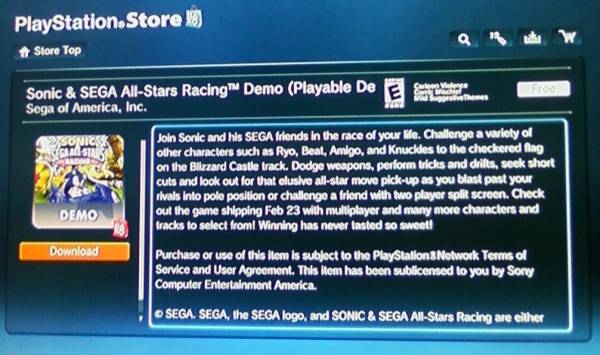 PlayStation®Store
Store Top
Sonic & SEGA All-Stars Racing™ Demo (Playable De
Sega of America, Inc.
E
Cartoon Violence
Comic Mischief
Mild Suggestive Themes
Free
SONIC
SEGA ALL-STARS
RACING
DEMO
Download
Join Sonic and his SEGA friends in the race of your life. Challenge a variety of
other characters such as Ryo, Beat, Amigo, and Knuckles to the checkered flag
on the Blizzard Castle track. Dodge weapons, perform tricks and drifts, seek short
cuts and look out for that elusive all-star move pick-up as you blast past your
rivals into pole position or challenge a friend with two player split screen. Check
out the game shipping Feb 23 with multiplayer and many more characters and
tracks to select from! Winning has never tasted so sweet!
Purchase or use of this item is subject to the PlayStation®Network Terms of
Service and User Agreement. This item has been sublicensed to you by Sony
Computer Entertainment America.
© SEGA. SEGA, the SEGA logo, and SONIC & SEGA All-Stars Racing are either